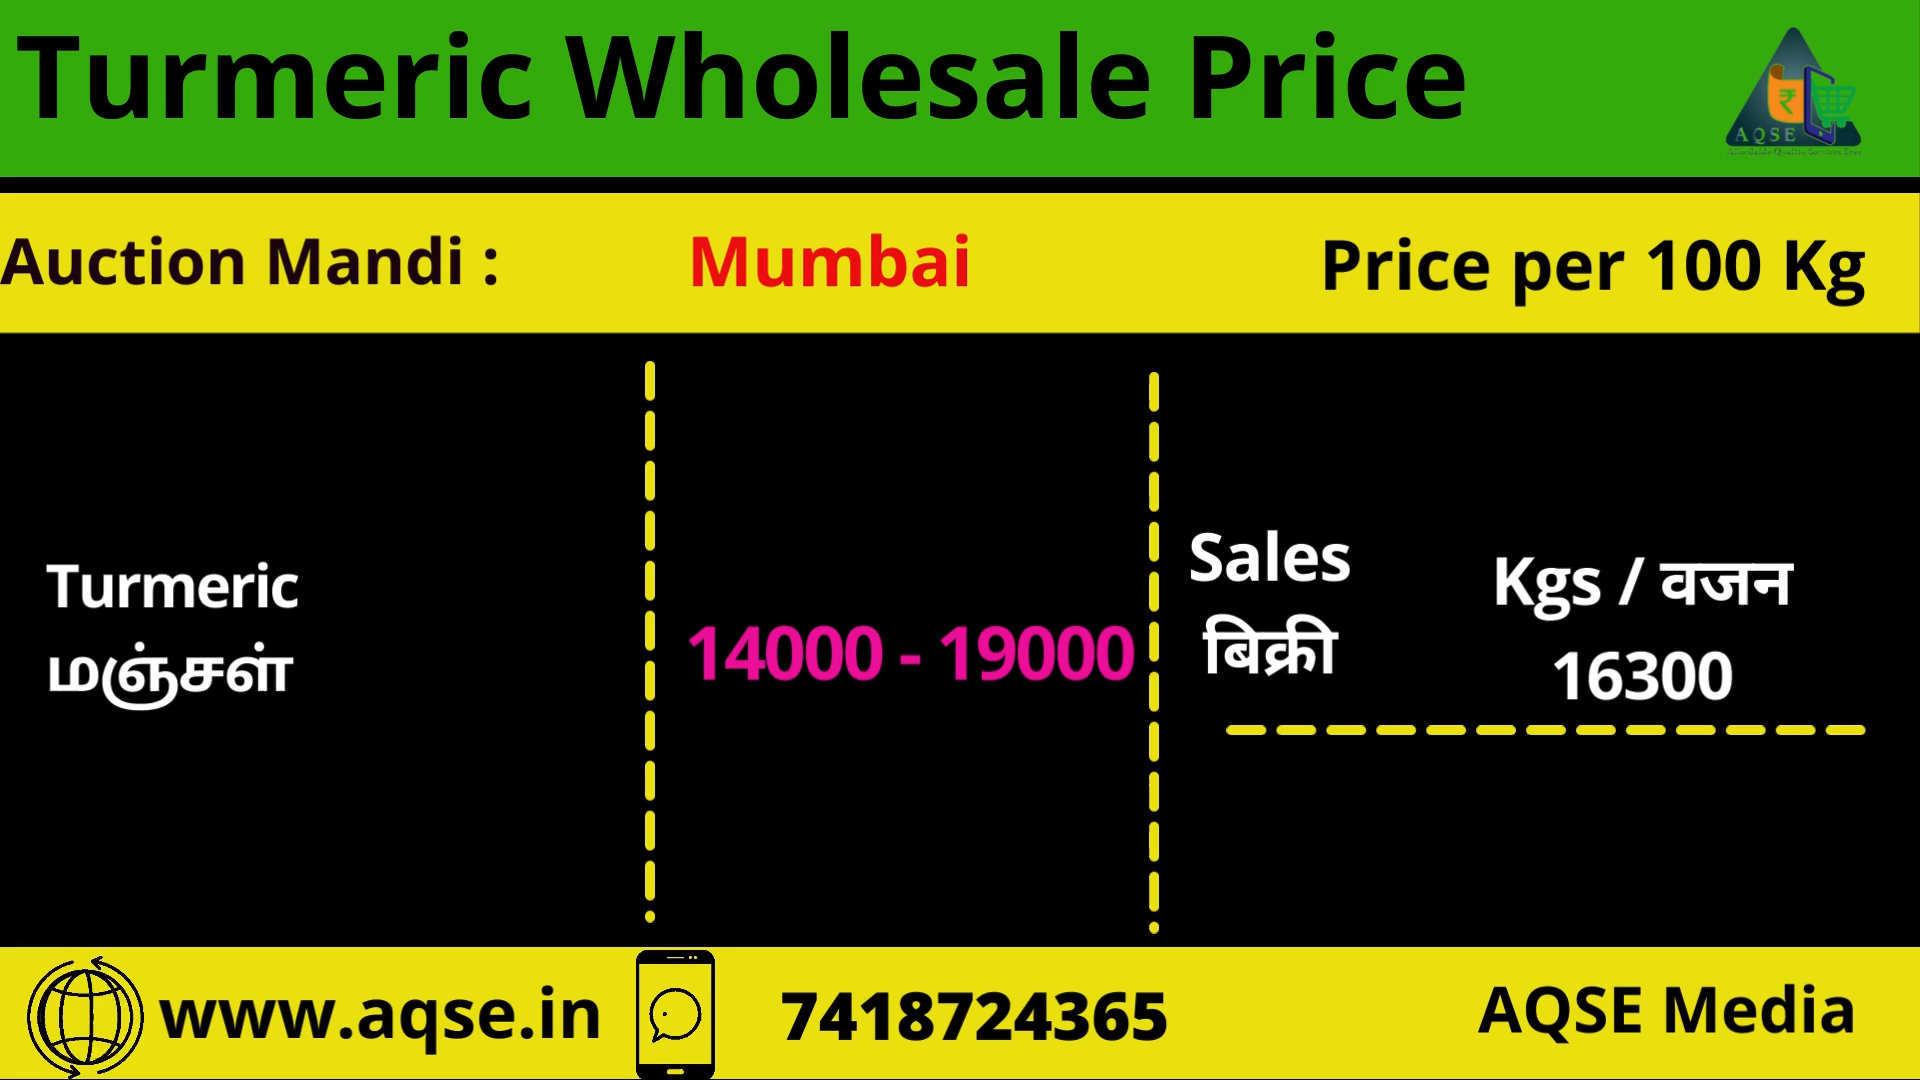 Turmeric Wholesale Price
AQSE
Auction Mandi :
Mumbai
Price per 100 Kg
Turmeric
மஞ்சள்
14000 - 19000
Sales
बिक्री
Kgs / वजन
16300
www.aqse.in
7418724365
AQSE Media